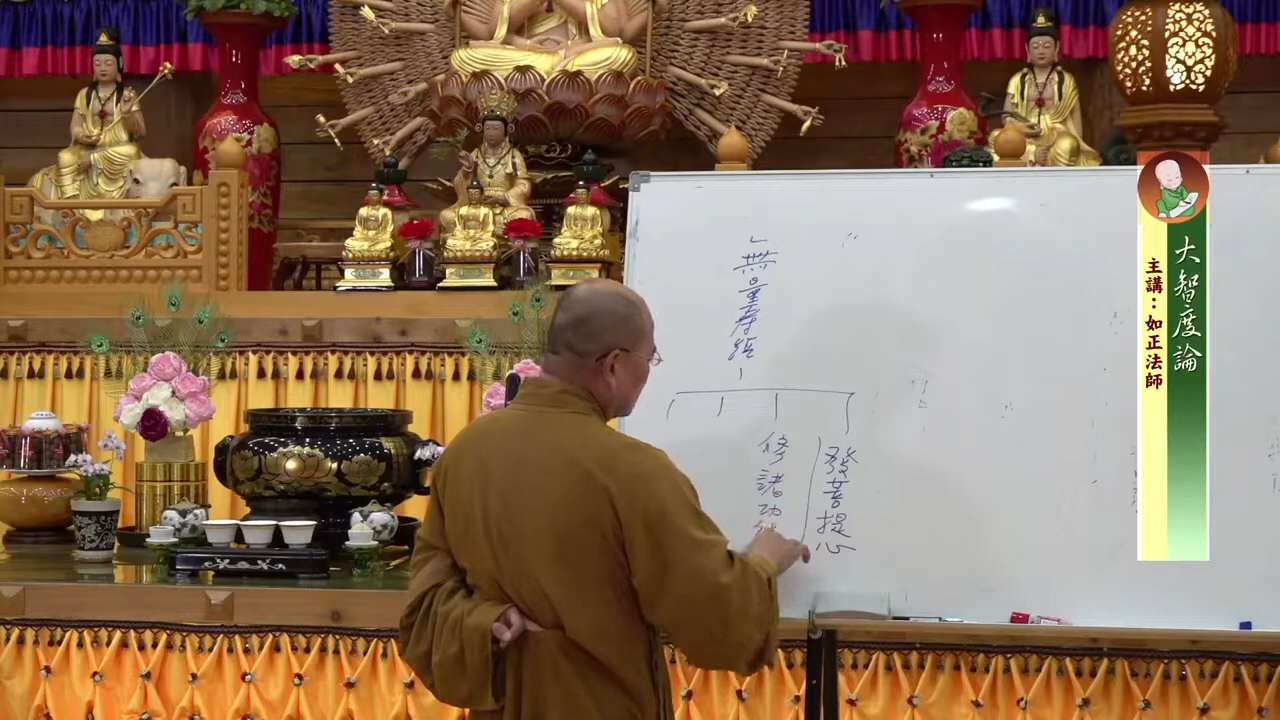 大智度論
主講：如正法師
「無量壽經」
發菩提心
修諸功